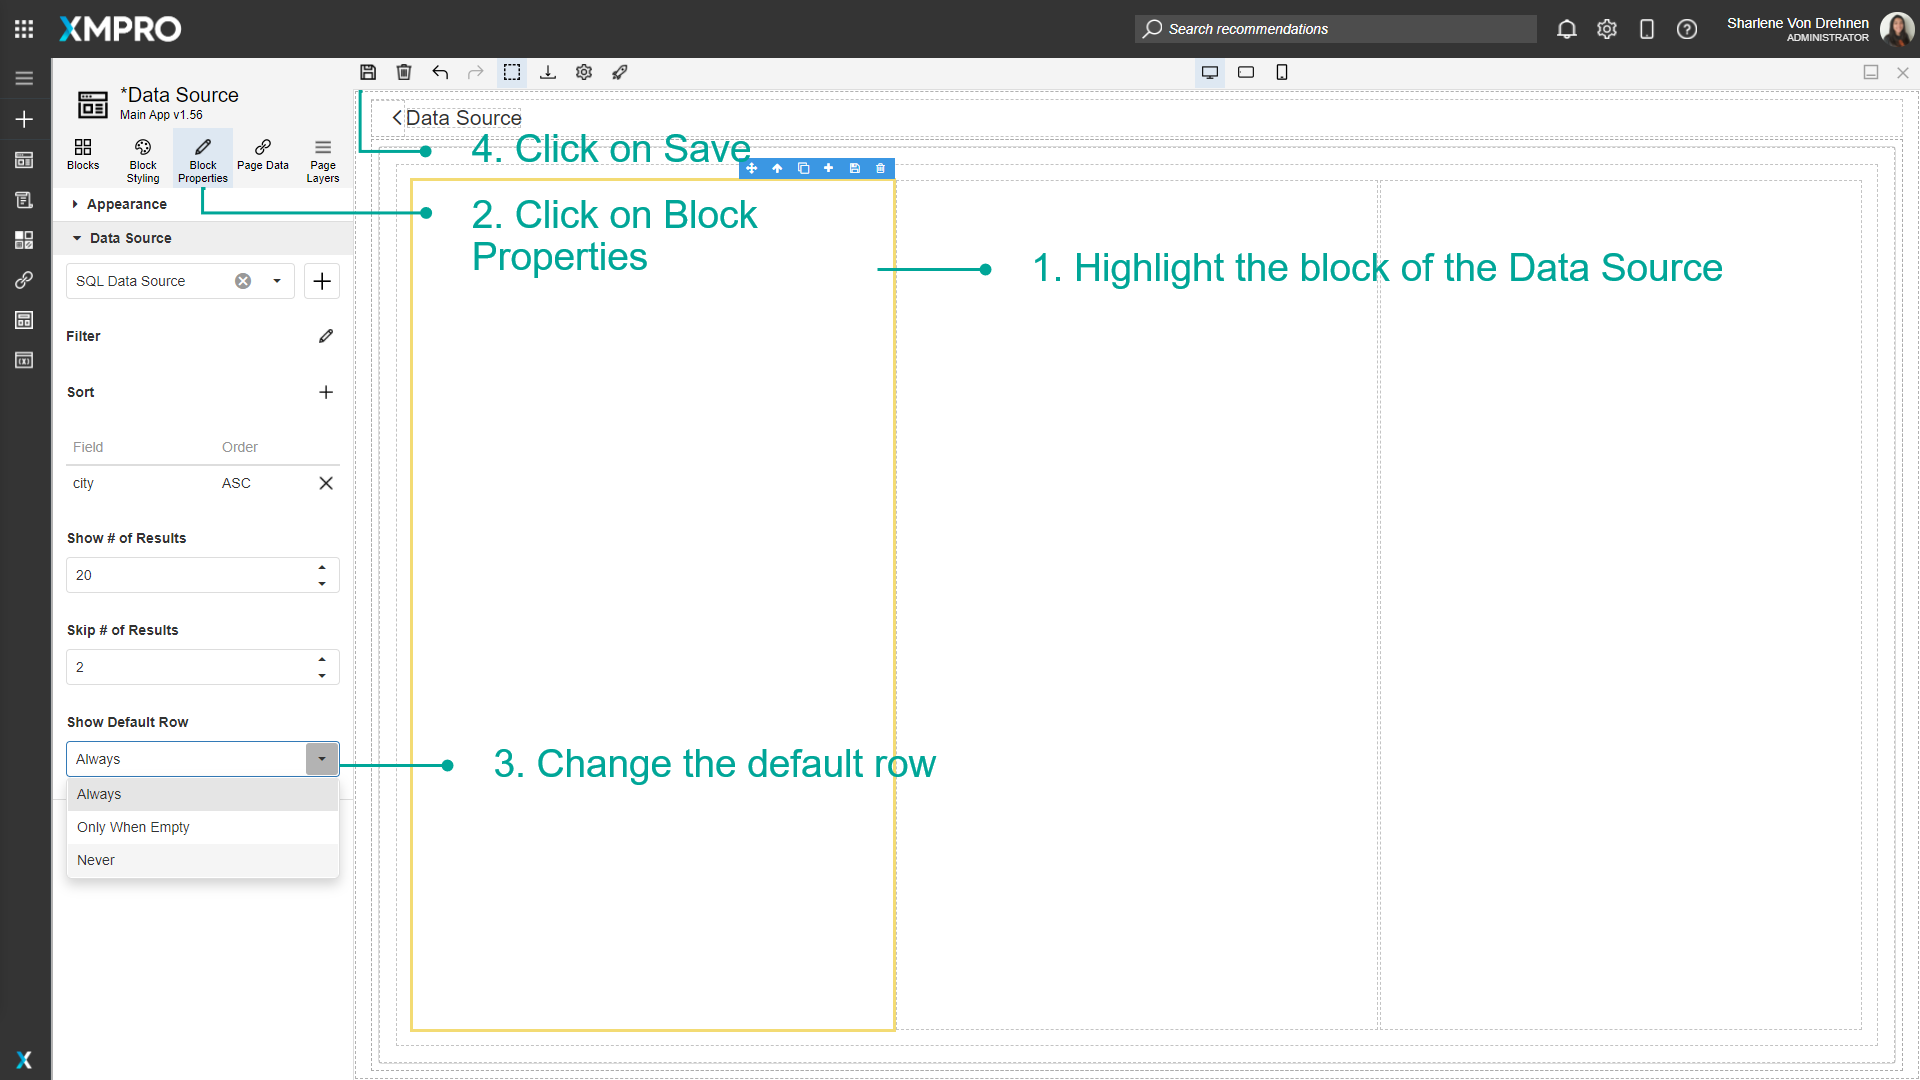 XMPRO
Search recommendations
Sharlene Von Drehnen
ADMINISTRATOR
*Data Source
Main App v1.56
Blocks
Block Styling
Block Properties
Page Data
Page Layers
Appearance
Data Source
SQL Data Source
Filter
Sort
Field Order
city ASC
Show # of Results
20
Skip # of Results
2
Show Default Row
Always
Always
Only When Empty
Never
Data Source
4. Click on Save
2. Click on Block
Properties
1. Highlight the block of the Data Source
3. Change the default row